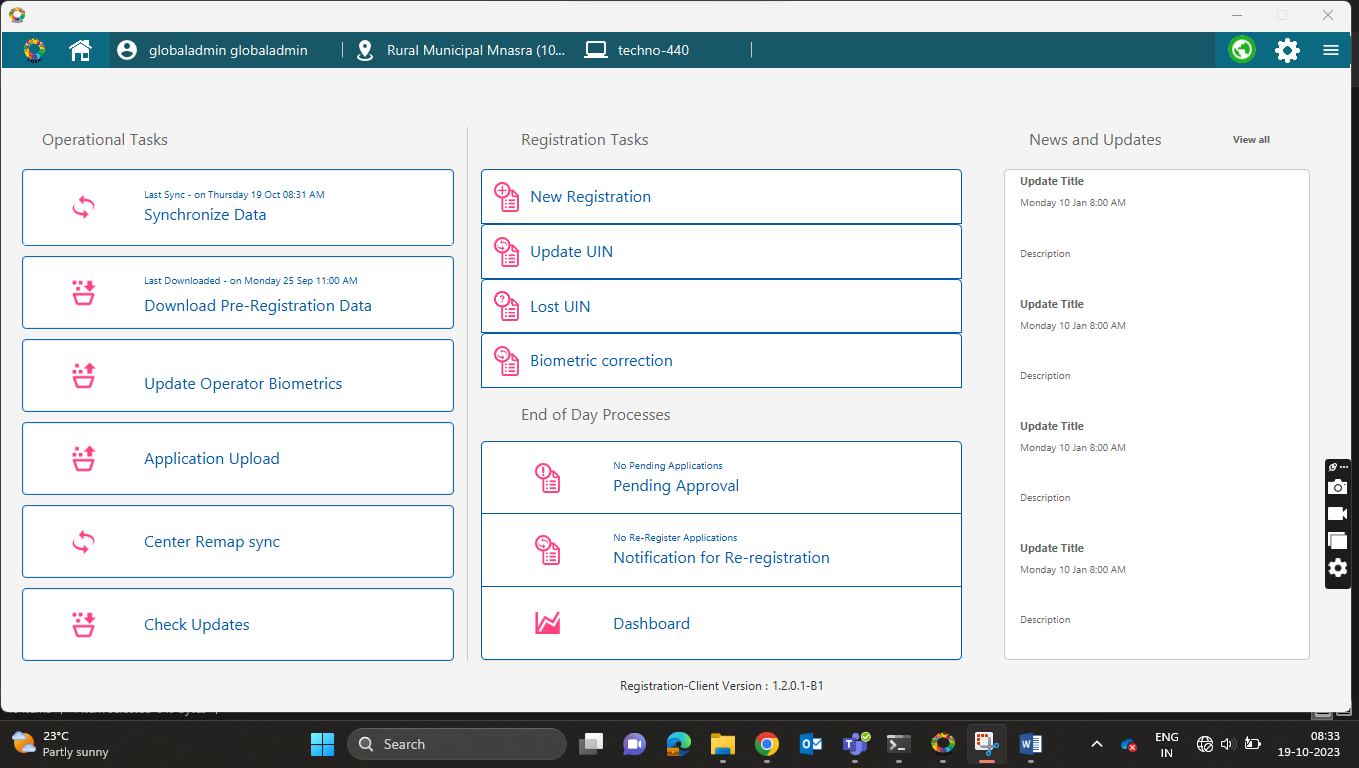 globaladmin globaladmin
Rural Municipal Mnasra (10...
techno-440
Operational Tasks
Last Sync - on Thursday 19 Oct 08:31 AM
Synchronize Data
Last Downloaded - on Monday 25 Sep 11:00 AM
Download Pre-Registration Data
Update Operator Biometrics
Application Upload
Center Remap sync
Check Updates
Registration Tasks
New Registration
Update UIN
Lost UIN
Biometric correction
End of Day Processes
No Pending Applications
Pending Approval
No Re-Register Applications
Notification for Re-registration
Dashboard
News and Updates
View all
Update Title
Monday 10 Jan 8:00 AM
Description
Update Title
Monday 10 Jan 8:00 AM
Description
Update Title
Monday 10 Jan 8:00 AM
Description
Update Title
Monday 10 Jan 8:00 AM
Description
Registration-Client Version : 1.2.0.1-B1
23°C
Partly sunny
Search
ENG
IN
08:33
19-10-2023